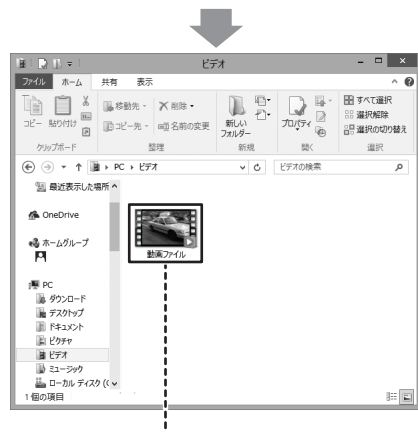 ビデオ
ファイル ホーム 共有 表示
コピー 貼り付け 移動先 削除 コピー先 名前の変更 新しいフォルダー プロパティ すべて選択 選択解除 選択の切り替え
クリップボード 整理 新規 開く 選択
PC ビデオ ビデオの検索
最近表示した場所
OneDrive
ホームグループ
動画ファイル
PC
ダウンロード
デスクトップ
ドキュメント
ピクチャ
ビデオ
ミュージック
ローカル ディスク (C
1 個の項目